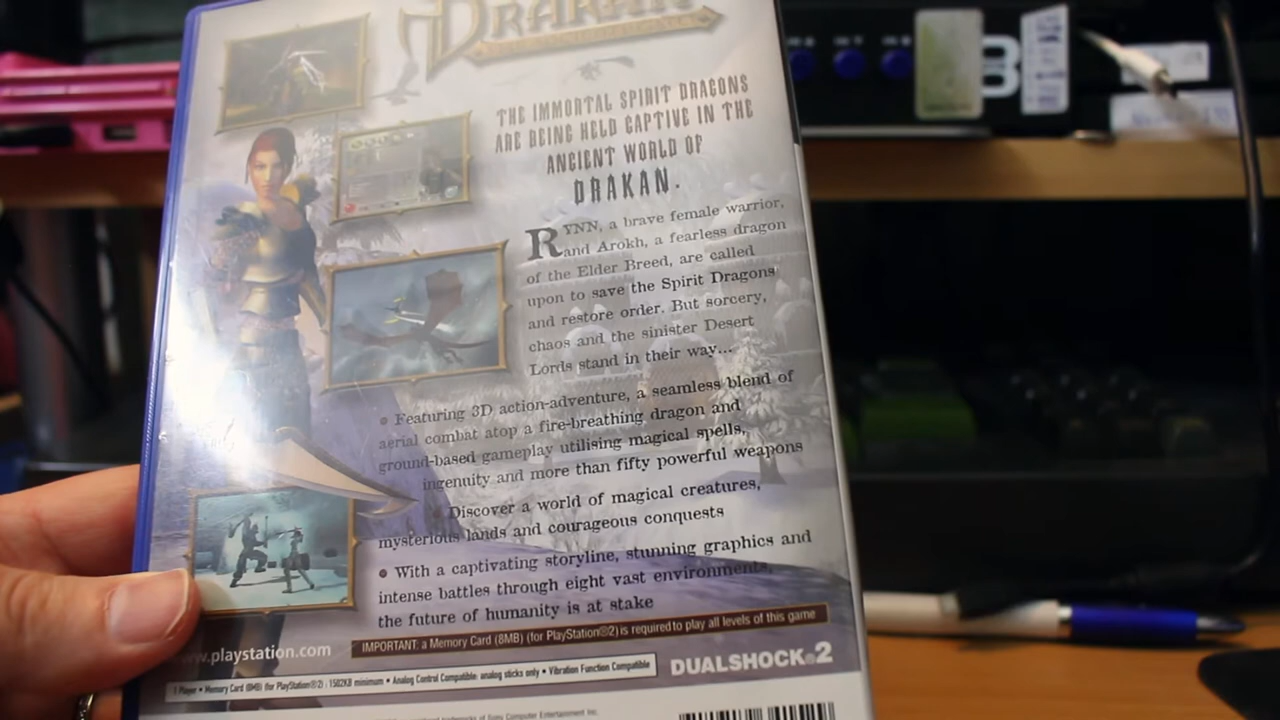 DRAKAN
THE IMMORTAL SPIRIT DRAGONS
ARE BEING HELD CAPTIVE IN THE
ANCIENT WORLD OF
DRAKAN.
RYNN, a brave female warrior,
and Arokh, a fearless dragon
of the Elder Breed, are called
upon to save the Spirit Dragons
and restore order. But sorcery,
chaos and the sinister Desert
Lords stand in their way...
• Featuring 3D action-adventure, a seamless blend of
aerial combat atop a fire-breathing dragon and
ground-based gameplay utilising magical spells,
ingenuity and more than fifty powerful weapons
Discover a world of magical creatures,
mysterious lands and courageous conquests
• With a captivating storyline, stunning graphics and
intense battles through eight vast environments,
the future of humanity is at stake
IMPORTANT: a Memory Card (8MB) (for PlayStation®2) is required to play all levels of this game
www.playstation.com
1 Player • Memory Card (8MB) (for PlayStation®2) : 1502KB minimum • Analog Control Compatible: analog sticks only • Vibration Function Compatible
DUALSHOCK®2
trademarks of Sony Computer Entertainment Inc.